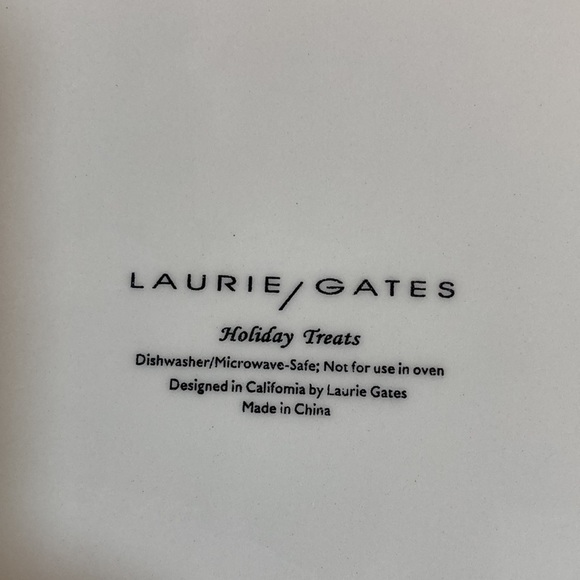 LAURIE/GATES
Holiday Treats
Dishwasher/Microwave-Safe; Not for use in oven
Designed in California by Laurie Gates
Made in China